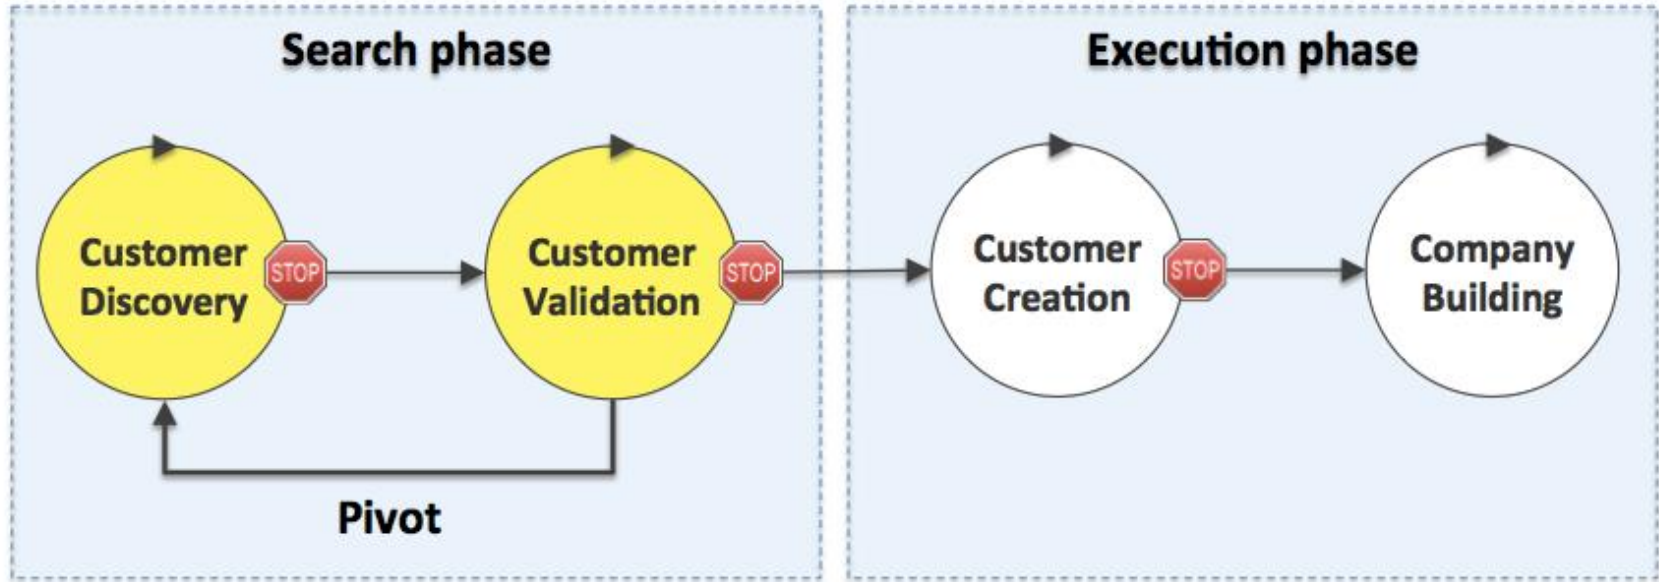 Search phase
Execution phase
Customer
Discovery
STOP
Customer
Validation
STOP
Customer
Creation
STOP
Company
Building
Pivot